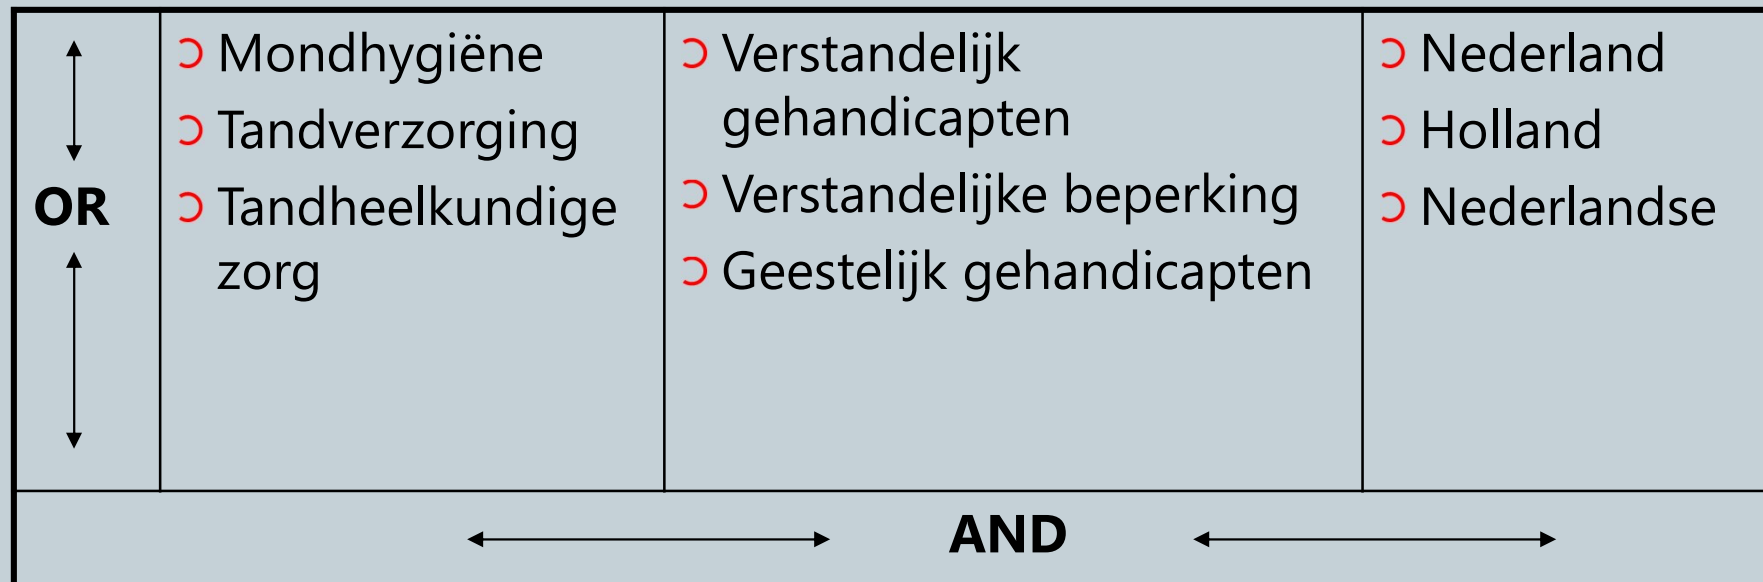 OR
Mondhygiëne
Tandverzorging
Tandheelkundige
zorg
Verstandelijk
gehandicapten
Verstandelijke beperking
Geestelijk gehandicapten
Nederland
Holland
Nederlandse
AND